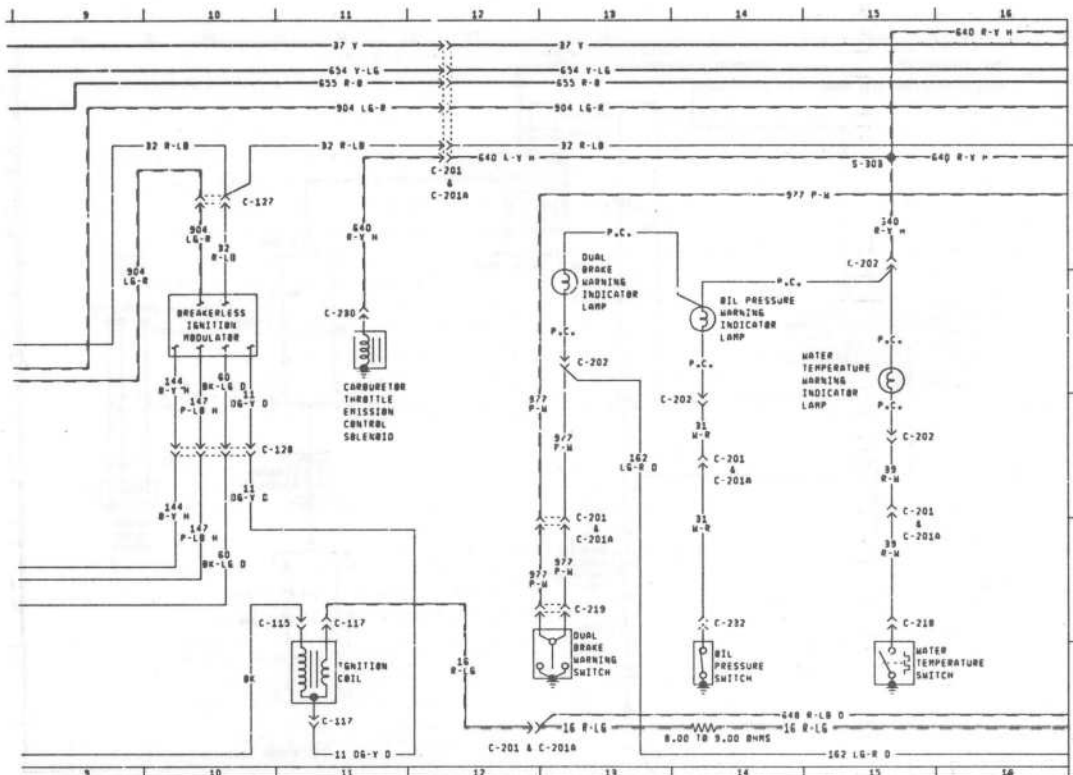 9 10 11 12 13 14 15 16
640 R-Y H
37 Y 37 Y
654 Y-LG 654 Y-LG
655 R-O 655 R-O
904 LG-R 904 LG-R
32 R-LB 32 R-LB 32 R-LB
640 R-Y H
S-303
640 R-Y H
C-201
&
C-201A
977 P-W
C-127
904
LG-R
32
R-LB
640
R-Y H
640
R-Y H
904
LG-R
P.C.
DUAL
BRAKE
WARNING
INDICATOR
LAMP
C-202
P.C.
BREAKERLESS
IGNITION
MODULATOR
C-230
OIL PRESSURE
WARNING
INDICATOR
LAMP
P.C.
P.C.
P.C.
C-202
WATER
TEMPERATURE
WARNING
INDICATOR
LAMP
CARBURETOR
THROTTLE
EMISSION
CONTROL
SOLENOID
144
147
P-LB H
60
BK-LG D
11
DG-Y D
977
P-W
C-202
P.C.
C-202
C-128
977
P-W
162
LG-R D
31
W-R
C-201
&
C-201A
39
R-W
144
147
P-LB H
60
BK-LG D
11
C-201
&
C-201A
31
W-R
C-201
&
C-201A
39
R-W
977
P-W
977
P-W
C-115
C-117
C-219
C-232
C-218
IGNITION
COIL
BK
16
R-LG
DUAL
BRAKE
WARNING
SWITCH
OIL
PRESSURE
SWITCH
WATER
TEMPERATURE
SWITCH
C-117
11 DG-Y D
C-201 & C-201A
16 R-LG
648 R-LB D
8.00 TO 9.00 OHMS
16 R-LG
162 LG-R D
9 10 11 12 13 14 15 16